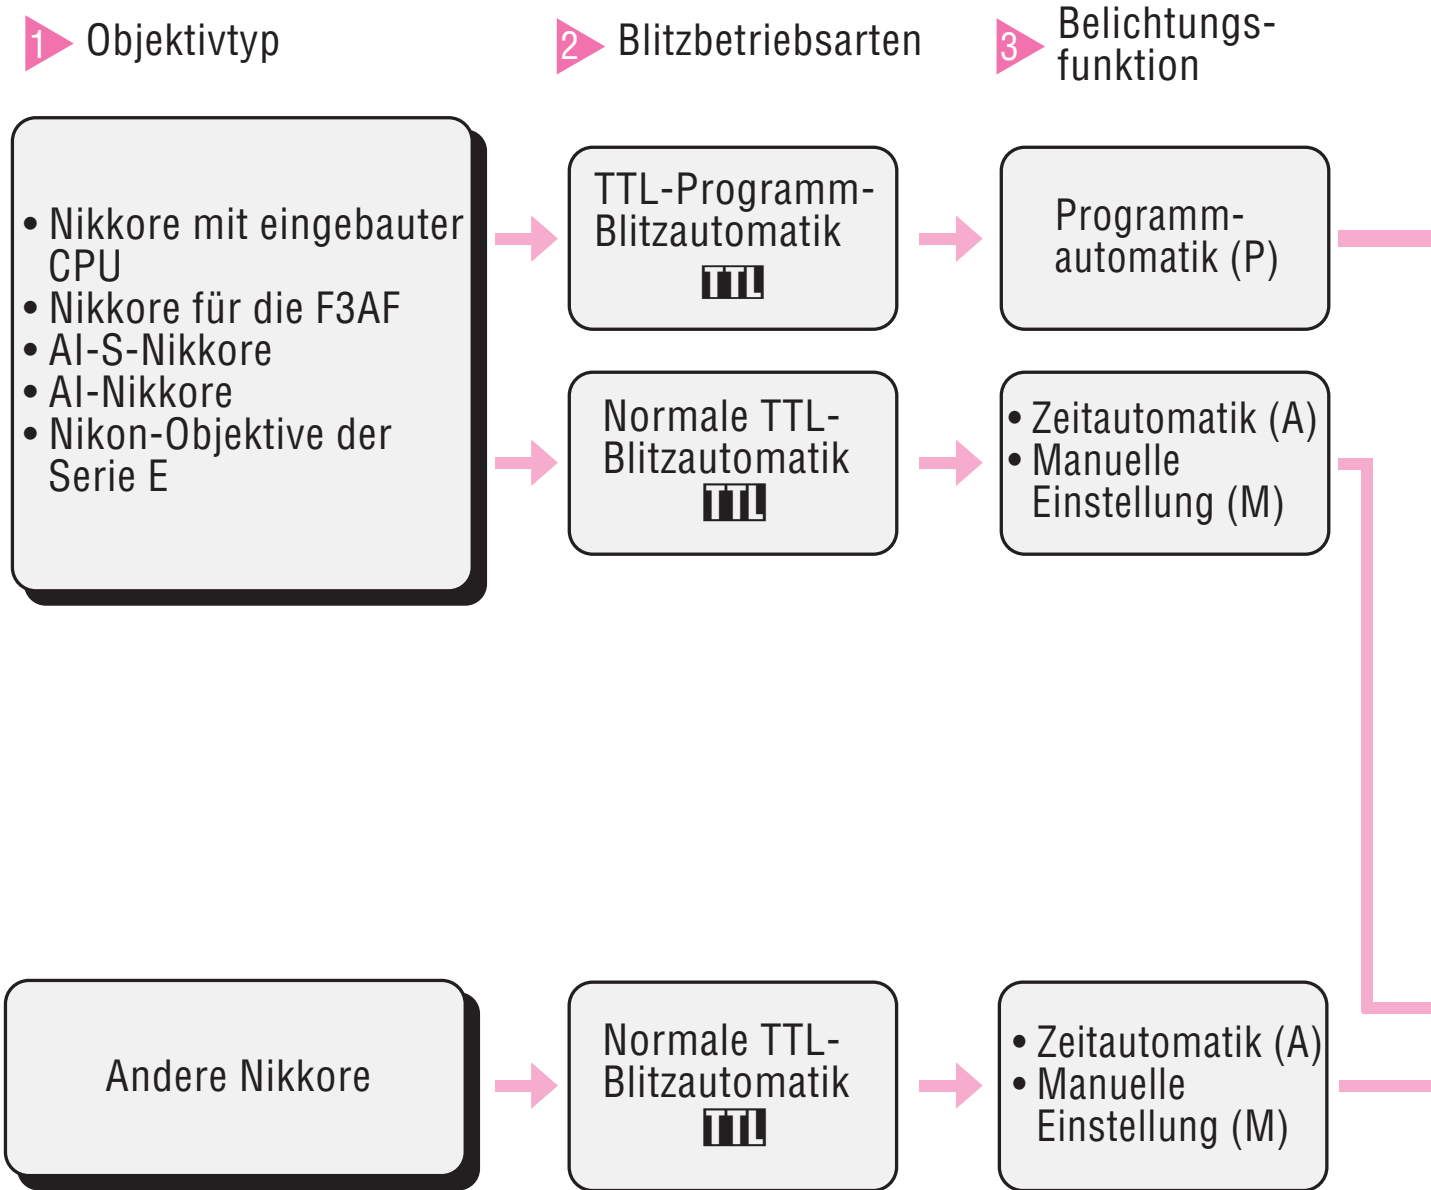 1 Objektivtyp
2 Blitzbetriebsarten
3 Belichtungs-
funktion
• Nikkore mit eingebauter
CPU
• Nikkore für die F3AF
• AI-S-Nikkore
• AI-Nikkore
• Nikon-Objektive der
Serie E
TTL-Programm-
Blitzautomatik
TTL
Programm-
automatik (P)
Normale TTL-
Blitzautomatik
TTL
• Zeitautomatik (A)
• Manuelle
Einstellung (M)
Andere Nikkore
Normale TTL-
Blitzautomatik
TTL
• Zeitautomatik (A)
• Manuelle
Einstellung (M)